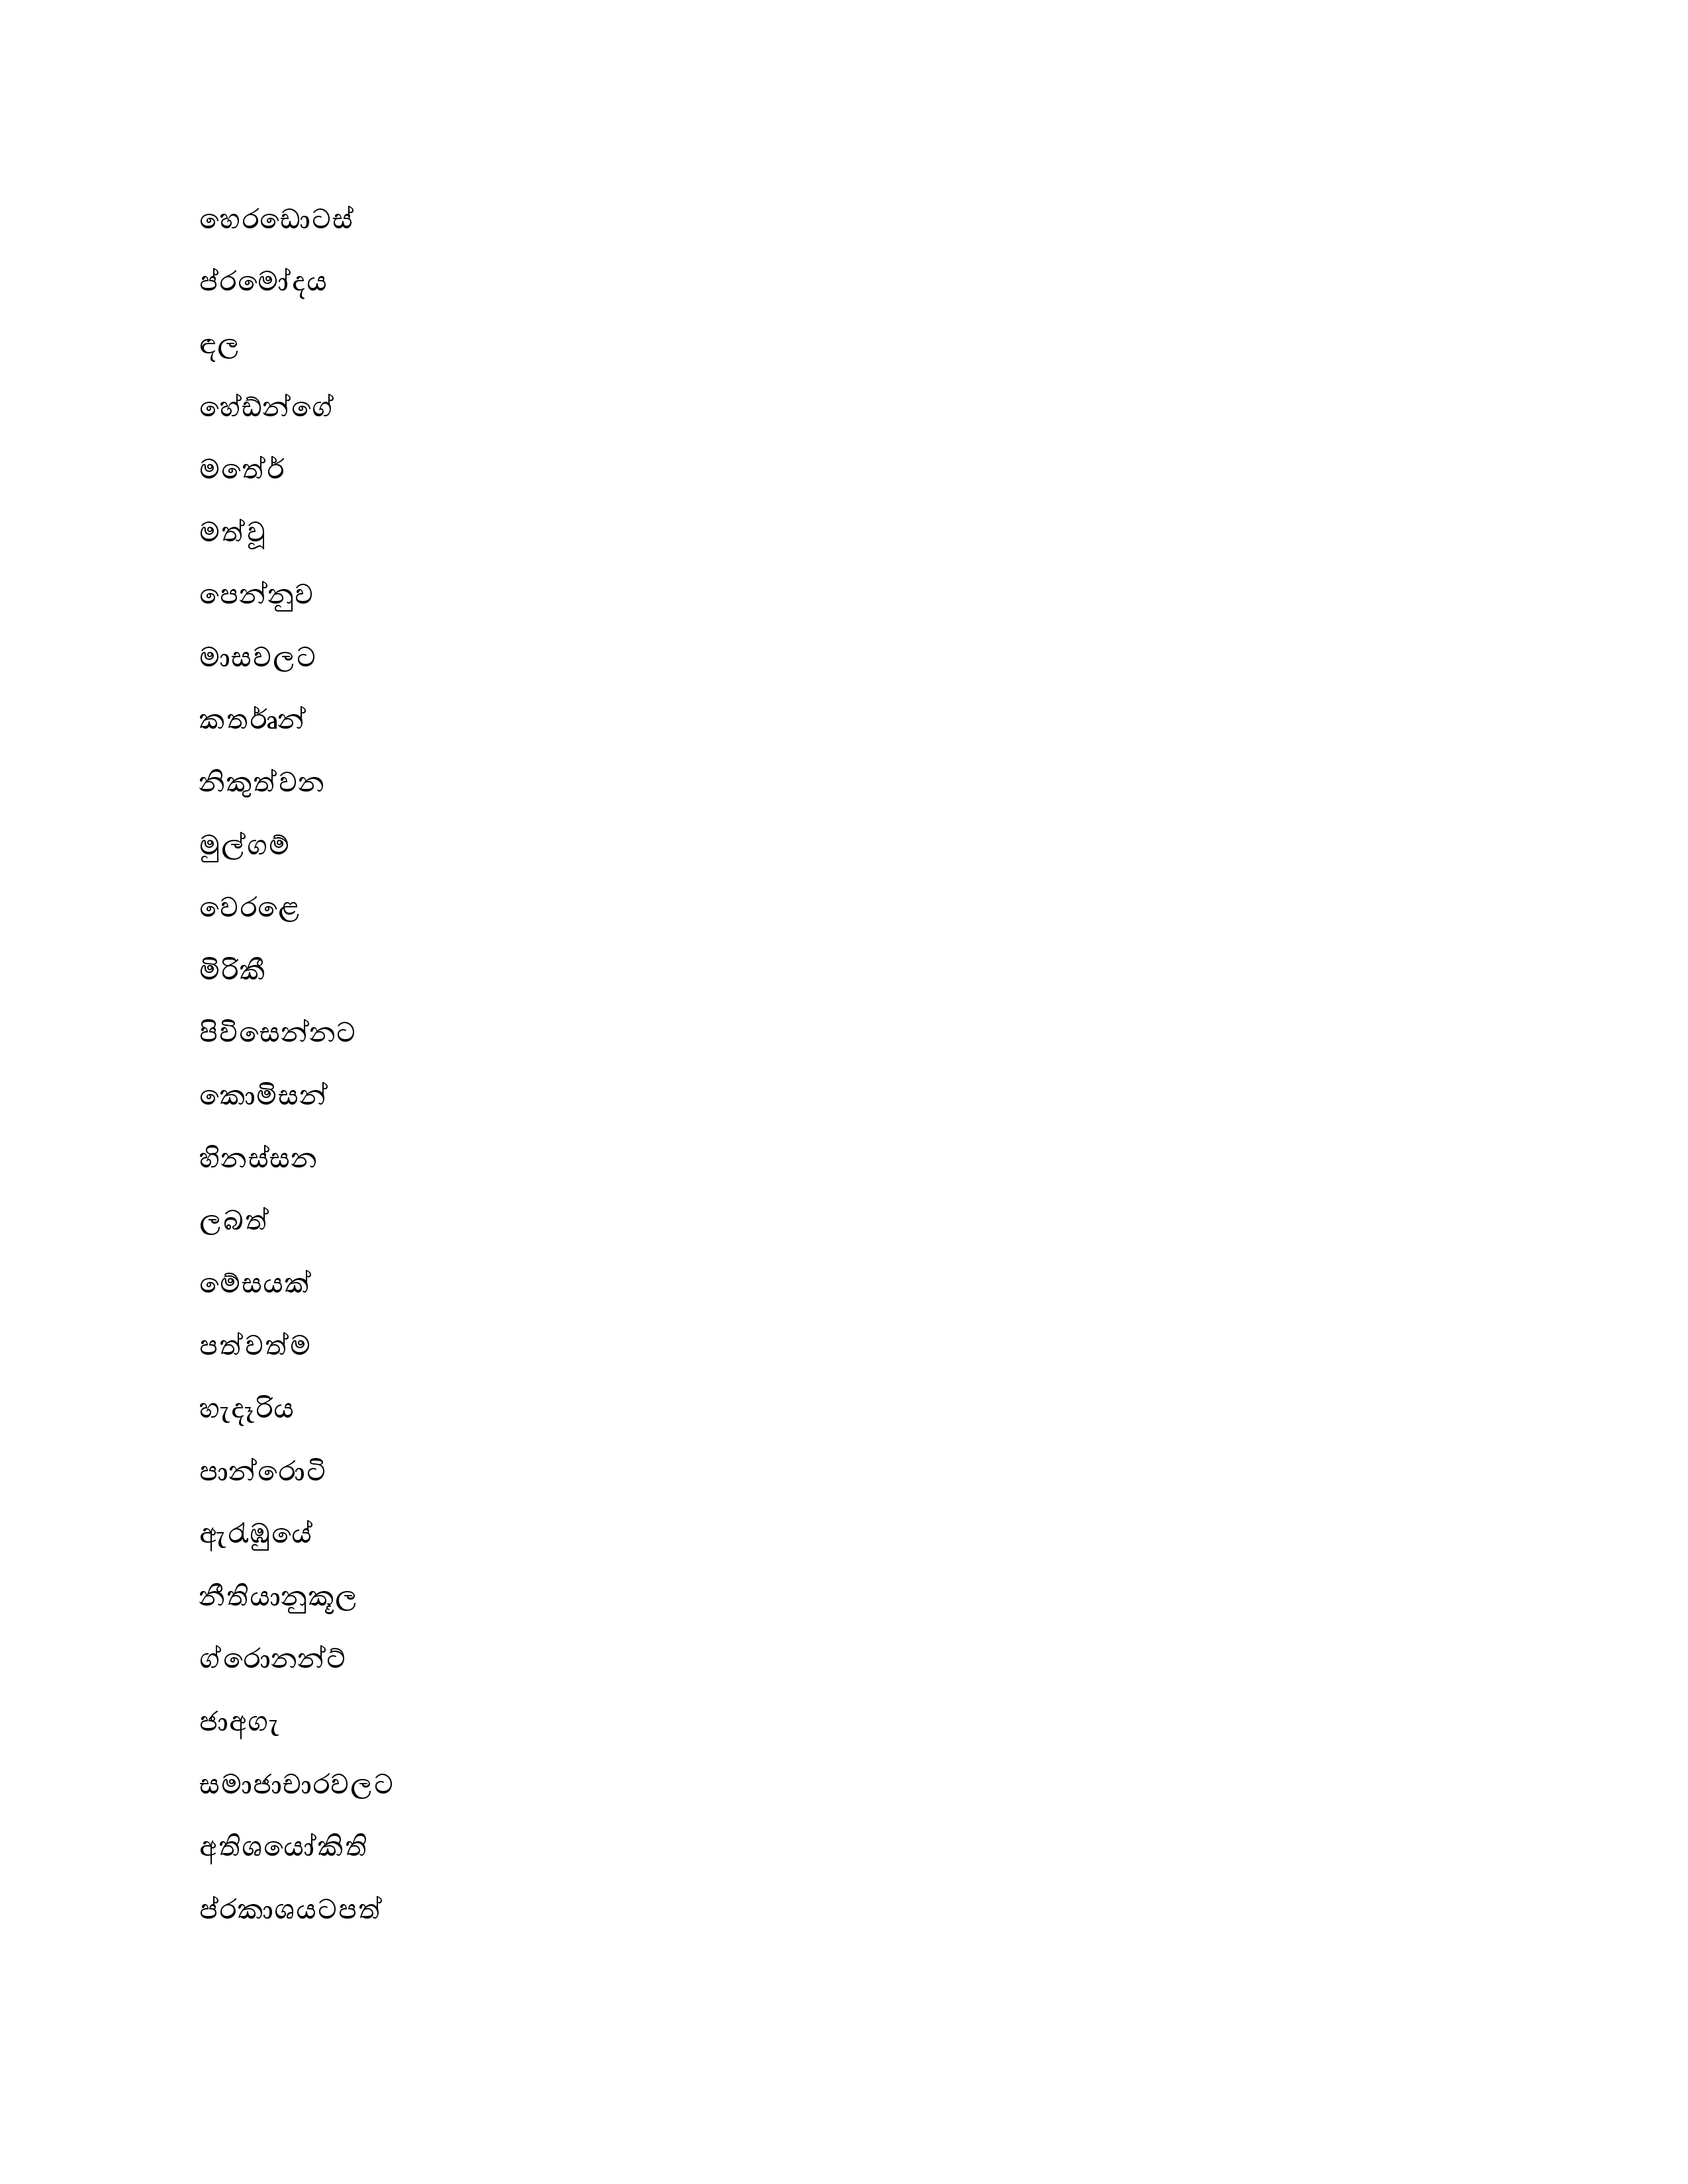 හෙරඩොටස්
ප්රමෝදය
ඳල
හේඩ්න්ගේ
මතේර්
මත්වූ
පෙන්නුව
මාසවලට
කතර්ෘන්
නිකුත්වන
මුල්ගම්
වෙරළෙ
මිරිකී
පිවිසෙන්නට
කොමිසන්
හිනස්සන
ලබත්
මේසයක්
පත්වත්ම
හැදෑරිය
පාන්රොටි
ඇරැඹුයේ
නීතියානුකූල
ග්රොනන්ට්
ජාඅගැ
සමාජාචාරවලට
අතිශයෝකිති
ප්රකාශයටපත්